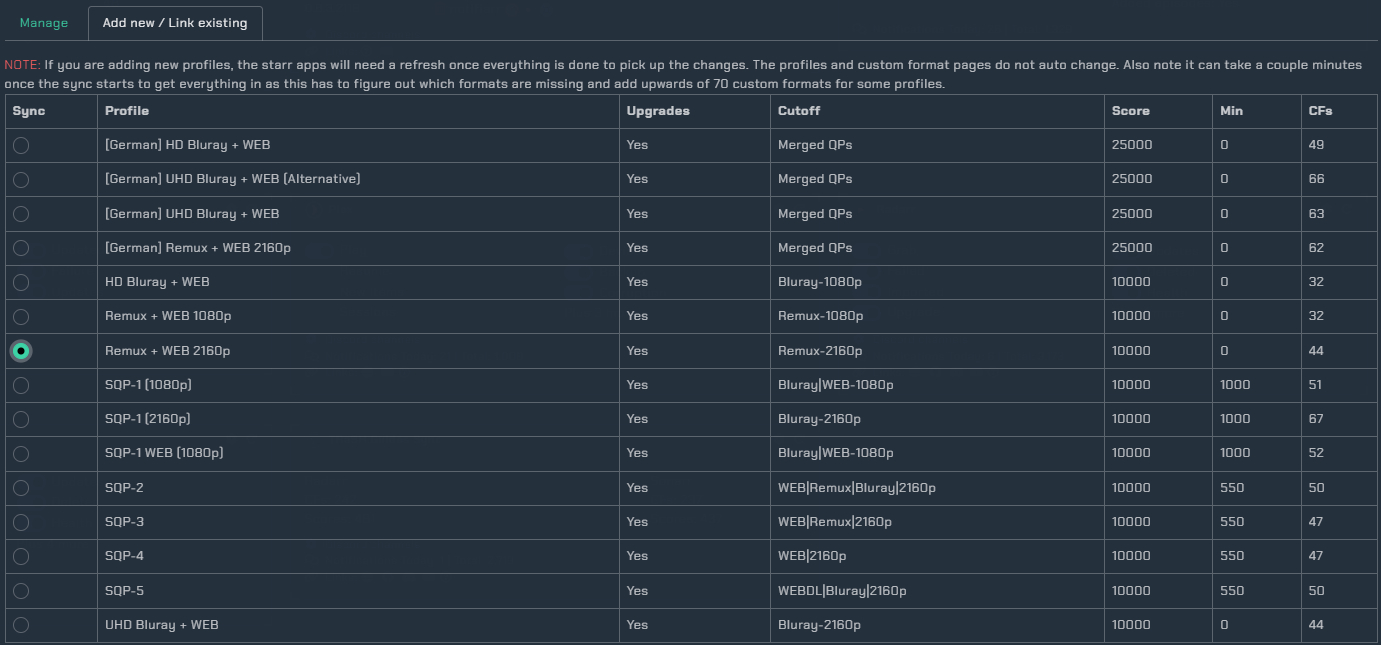 Manage Add new / Link existing
NOTE: If you are adding new profiles, the starr apps will need a refresh once everything is done to pick up the changes. The profiles and custom format pages do not auto change. Also note it can take a couple minutes
once the sync starts to get everything in as this has to figure out which formats are missing and add upwards of 70 custom formats for some profiles.
Sync Profile Upgrades Cutoff Score Min CFs
[German] HD Bluray + WEB Yes Merged QPs 25000 0 49
[German] UHD Bluray + WEB (Alternative) Yes Merged QPs 25000 0 66
[German] UHD Bluray + WEB Yes Merged QPs 25000 0 63
[German] Remux + WEB 2160p Yes Merged QPs 25000 0 62
HD Bluray + WEB Yes Bluray-1080p 10000 0 32
Remux + WEB 1080p Yes Remux-1080p 10000 0 32
Remux + WEB 2160p Yes Remux-2160p 10000 0 44
SQP-1 (1080p) Yes Bluray|WEB-1080p 10000 1000 51
SQP-1 (2160p) Yes Bluray-2160p 10000 1000 67
SQP-1 WEB (1080p) Yes Bluray|WEB-1080p 10000 1000 52
SQP-2 Yes WEB|Remux|Bluray|2160p 10000 550 50
SQP-3 Yes WEB|Remux|2160p 10000 550 47
SQP-4 Yes WEB|2160p 10000 550 47
SQP-5 Yes WEBDL|Bluray|2160p 10000 550 50
UHD Bluray + WEB Yes Bluray-2160p 10000 0 44